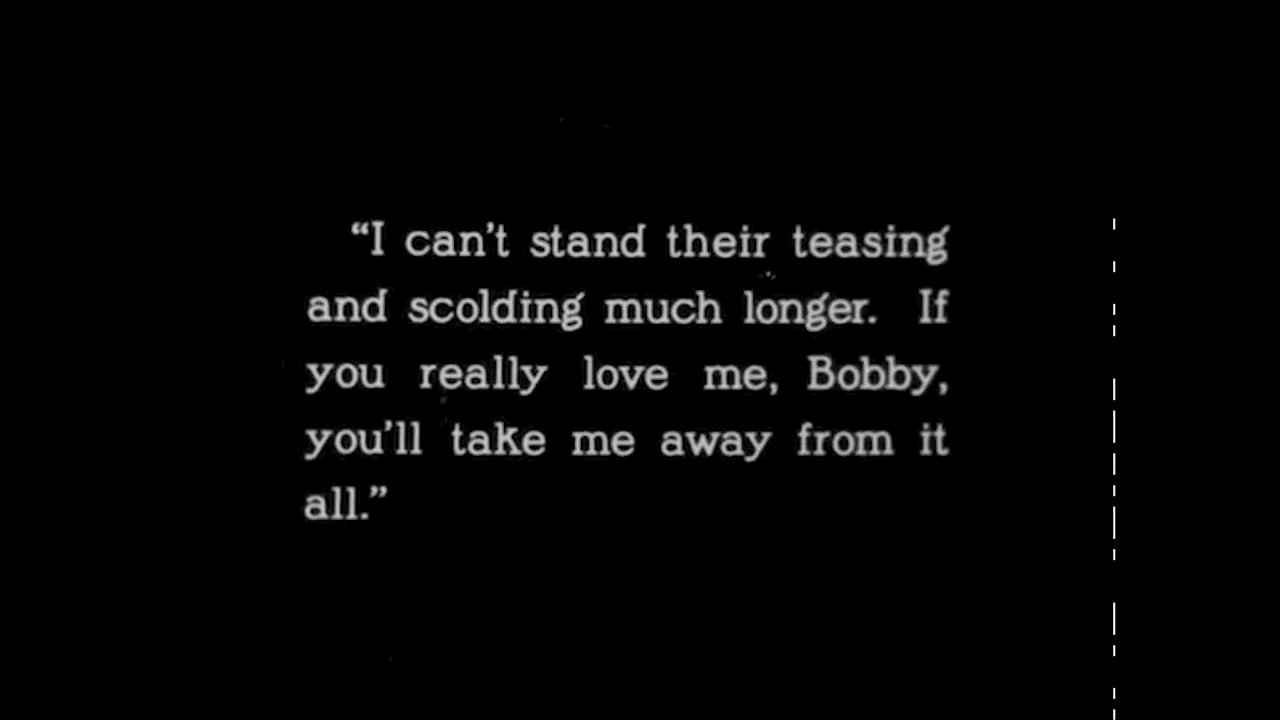 “I can’t stand their teasing
and scolding much longer. If
you really love me, Bobby,
you’ll take me away from it
all.”